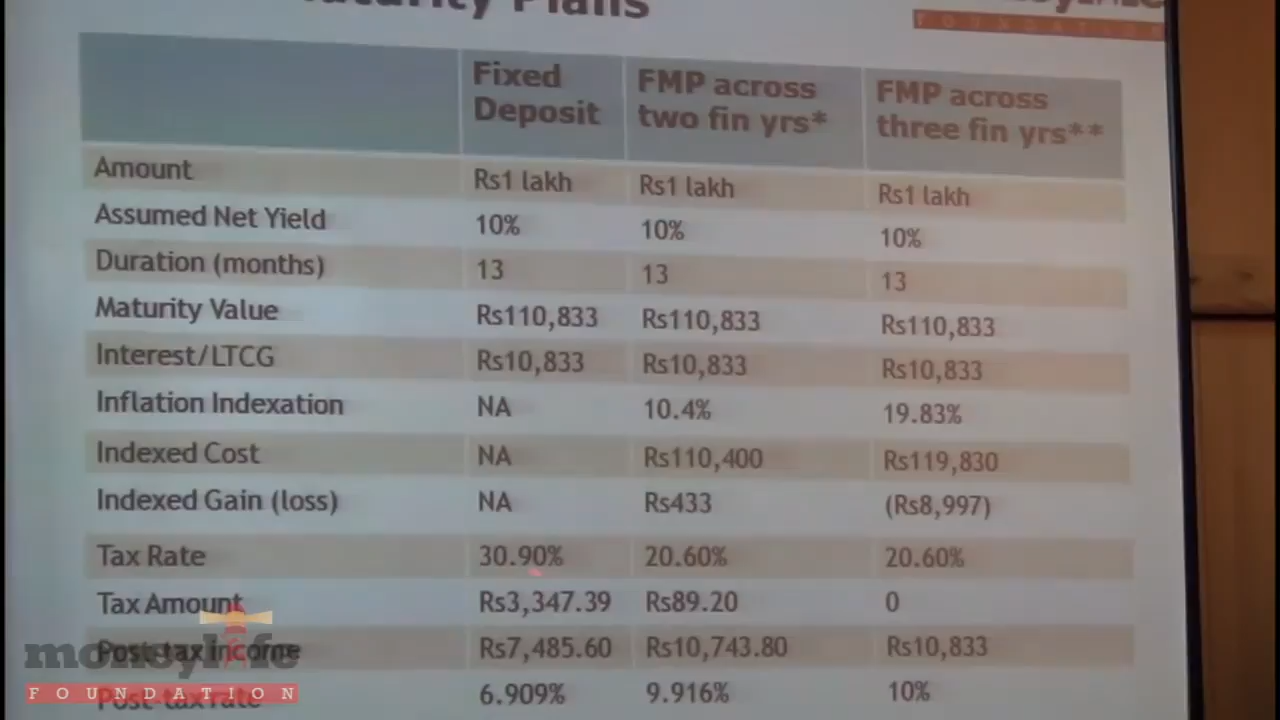 Plans
FOUNDATION
Fixed Deposit FMP across two fin yrs* FMP across three fin yrs**
Amount Rs1 lakh Rs1 lakh Rs1 lakh
Assumed Net Yield 10% 10% 10%
Duration (months) 13 13 13
Maturity Value Rs110,833 Rs110,833 Rs110,833
Interest/LTCG Rs10,833 Rs10,833 Rs10,833
Inflation Indexation NA 10.4% 19.83%
Indexed Cost NA Rs110,400 Rs119,830
Indexed Gain (loss) NA Rs433 (Rs8,997)
Tax Rate 30.90% 20.60% 20.60%
Tax Amount Rs3,347.39 Rs89.20 0
Post-tax income Rs7,485.60 Rs10,743.80 Rs10,833
Post-tax rate 6.909% 9.916% 10%
moneylife
FOUNDATION